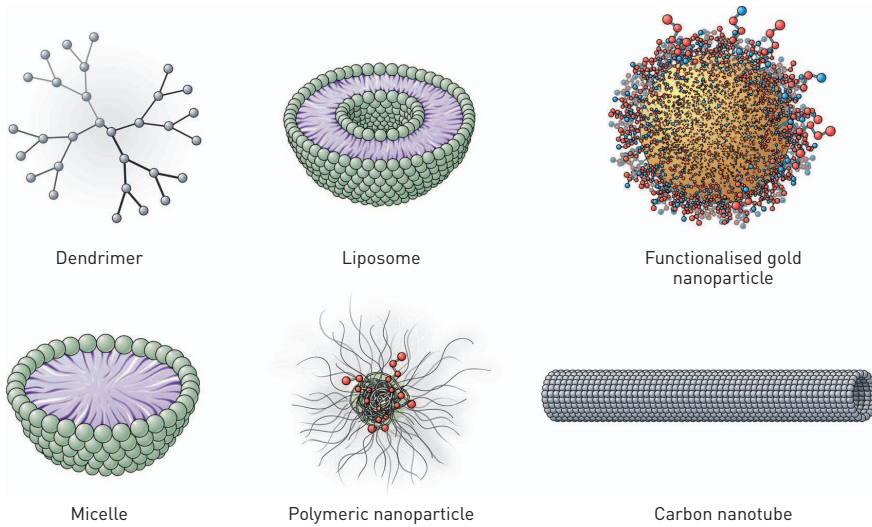 Dendrimer
Liposome
Functionalised gold
nanoparticle
Micelle
Polymeric nanoparticle
Carbon nanotube